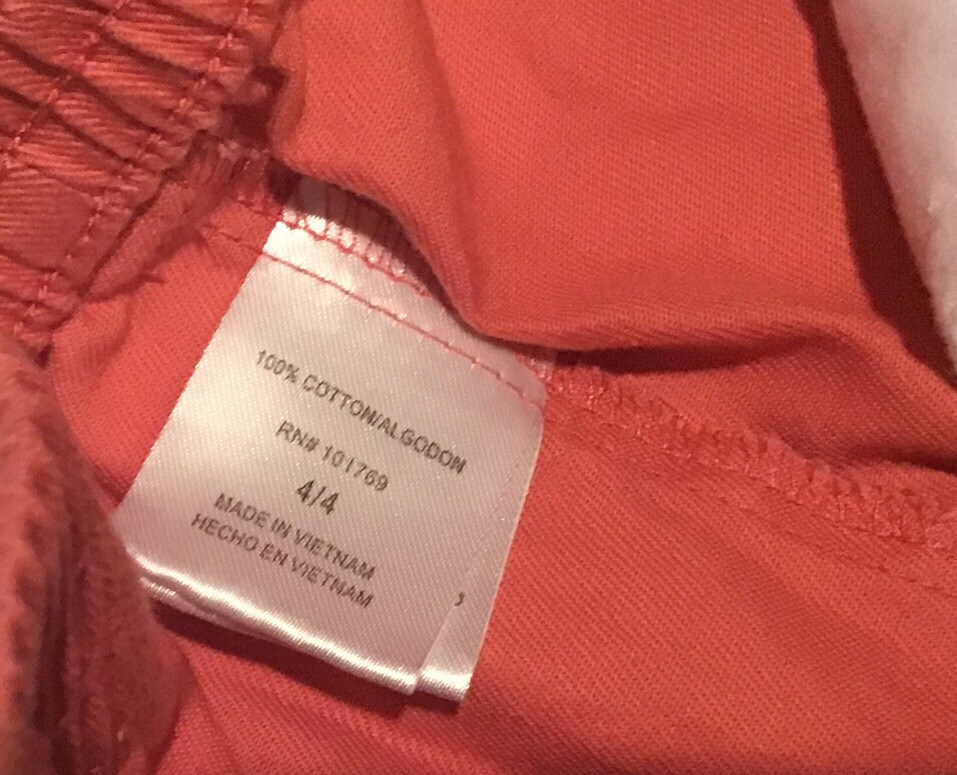 100% COTTON/ALGODON
RN# 101769
4/4
MADE IN VIETNAM
HECHO EN VIETNAM